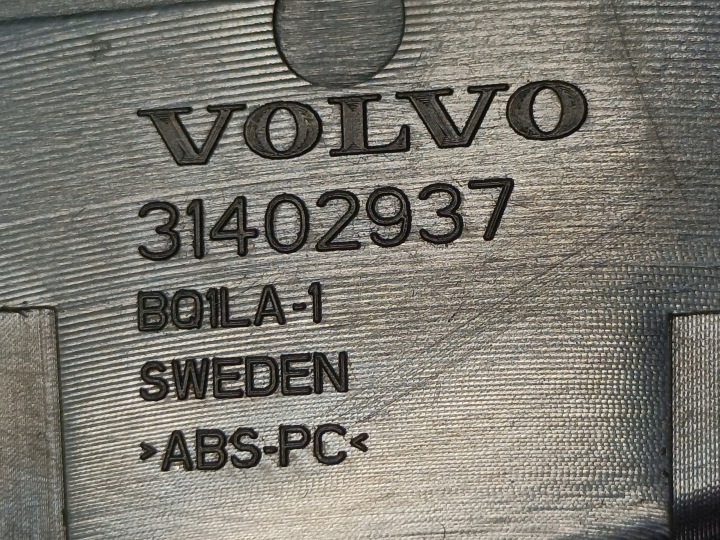 VOLVO
31402937
BQ1LA-1
SWEDEN
>ABS-PC<